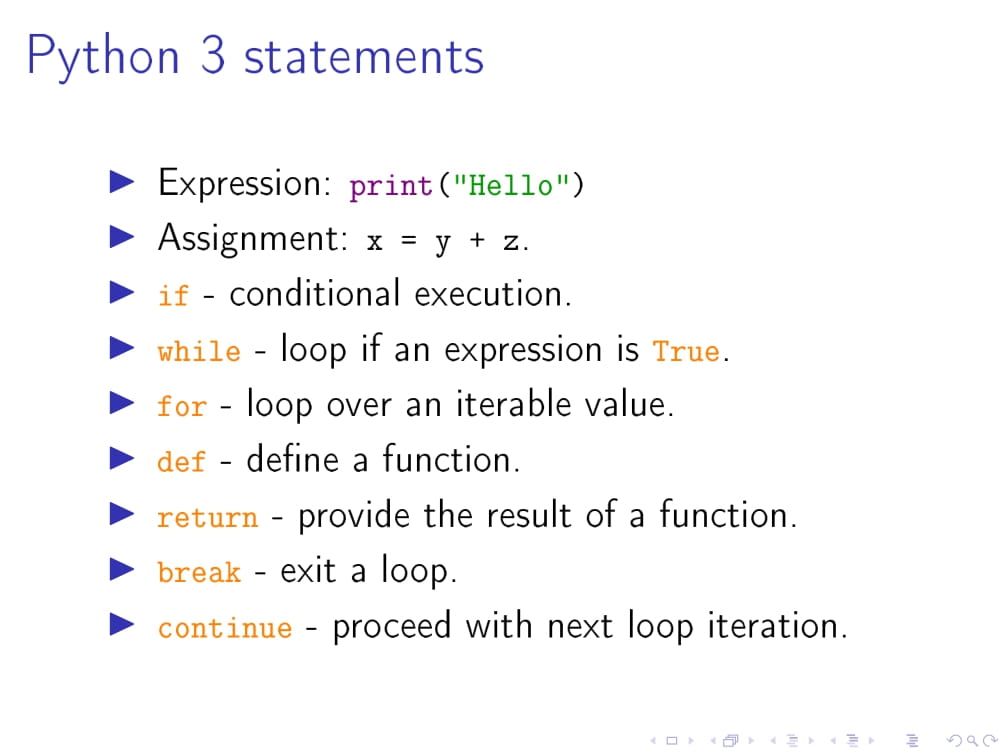 Python 3 statements
Expression: print("Hello")
Assignment: x = y + z.
if - conditional execution.
while - loop if an expression is True.
for - loop over an iterable value.
def - define a function.
return - provide the result of a function.
break - exit a loop.
continue - proceed with next loop iteration.